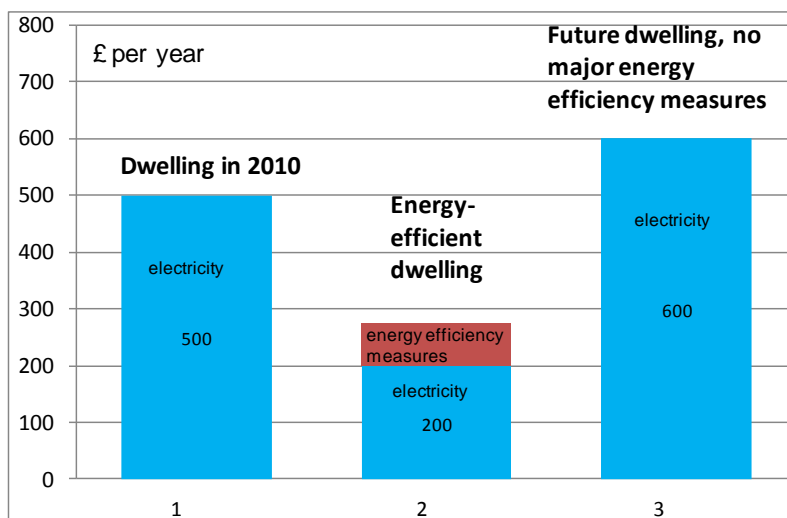 800
700
600
500
400
300
200
100
0
£ per year
Dwelling in 2010
electricity
500
Energy-
efficient
dwelling
energy efficiency
measures
electricity
200
Future dwelling, no
major energy
efficiency measures
electricity
600
1
2
3